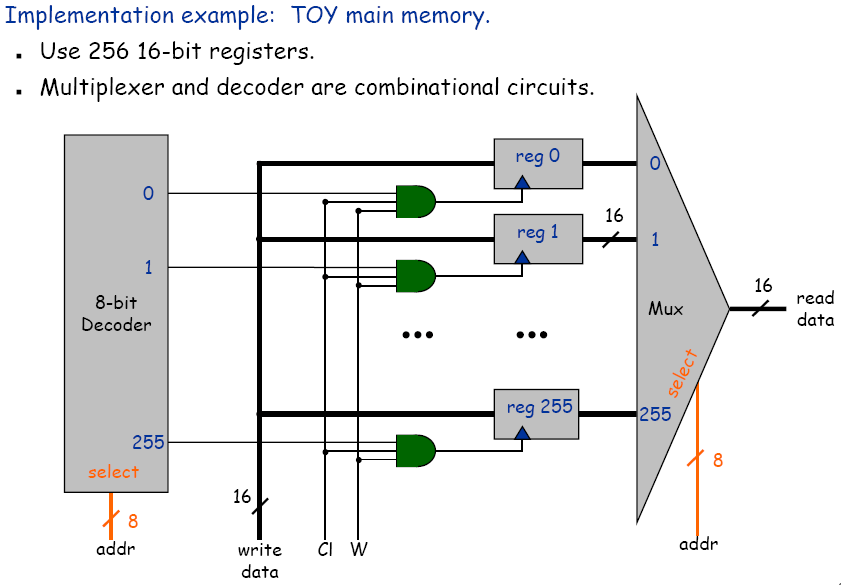 Implementation example: TOY main memory.
▪ Use 256 16-bit registers.
▪ Multiplexer and decoder are combinational circuits.
reg 0
0
0
16
reg 1
1
1
16
8-bit
Decoder
Mux
read
data
•••
•••
select
reg 255
255
255
select
16
8
8
addr
write
data
Cl
W
addr